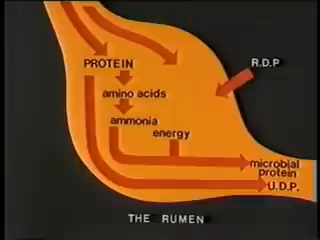 PROTEIN
R.D.P
amino acids
ammonia
energy
microbial
protein
U.D.P.
THE RUMEN